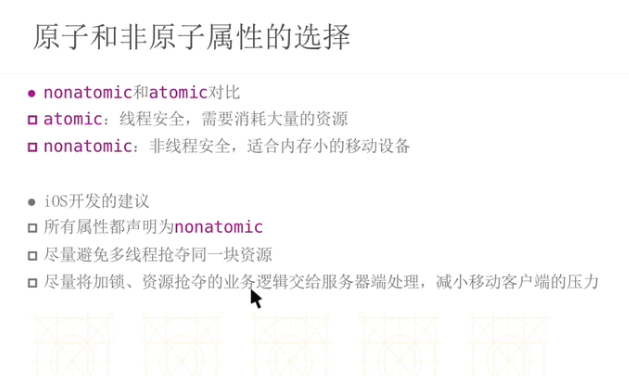 原子和非原子属性的选择
nonatomic和atomic对比
atomic：线程安全，需要消耗大量的资源
nonatomic：非线程安全，适合内存小的移动设备
iOS开发的建议
所有属性都声明为nonatomic
尽量避免多线程抢夺同一块资源
尽量将加锁、资源抢夺的业务逻辑交给服务器端处理，减小移动客户端的压力